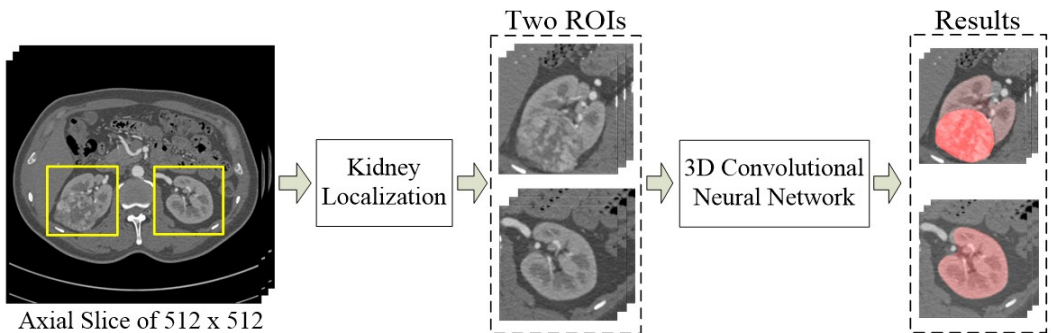 Two ROIs
Results
Kidney
Localization
3D Convolutional
Neural Network
Axial Slice of 512 x 512